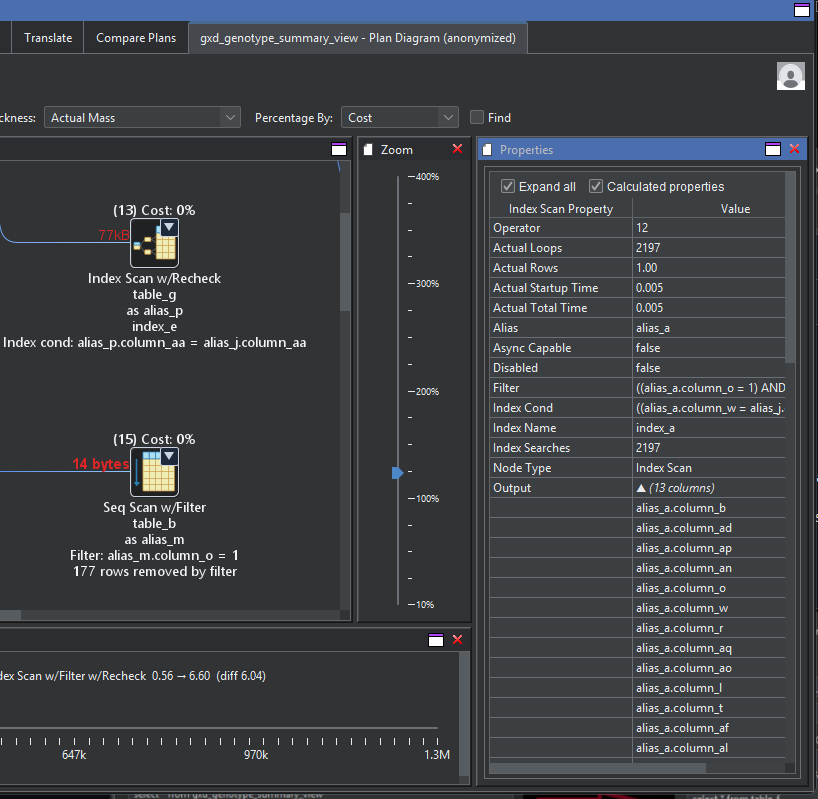 Translate
Compare Plans
gxd_genotype_summary_view - Plan Diagram (anonymized)
ckness:
Actual Mass
Percentage By:
Cost
Find
(13) Cost: 0%
77kB
Index Scan w/Recheck
table_g
as alias_p
index_e
Index cond: alias_p.column_aa = alias_j.column_aa
(15) Cost: 0%
14 bytes
Seq Scan w/Filter
table_b
as alias_m
Filter: alias_m.column_o = 1
177 rows removed by filter
Zoom
400%
300%
200%
100%
10%
Properties
Expand all
Calculated properties
Index Scan Property Value
Operator 12
Actual Loops 2197
Actual Rows 1.00
Actual Startup Time 0.005
Actual Total Time 0.005
Alias alias_a
Async Capable false
Disabled false
Filter ((alias_a.column_o = 1) AND
Index Cond ((alias_a.column_w = alias_j.
Index Name index_a
Index Searches 2197
Node Type Index Scan
Output ▲ (13 columns)
alias_a.column_b
alias_a.column_ad
alias_a.column_ap
alias_a.column_an
alias_a.column_o
alias_a.column_w
alias_a.column_r
alias_a.column_aq
alias_a.column_ao
alias_a.column_l
alias_a.column_t
alias_a.column_af
alias_a.column_al
dex Scan w/Filter w/Recheck 0.56 → 6.60 (diff 6.04)
647k
970k
1.3M